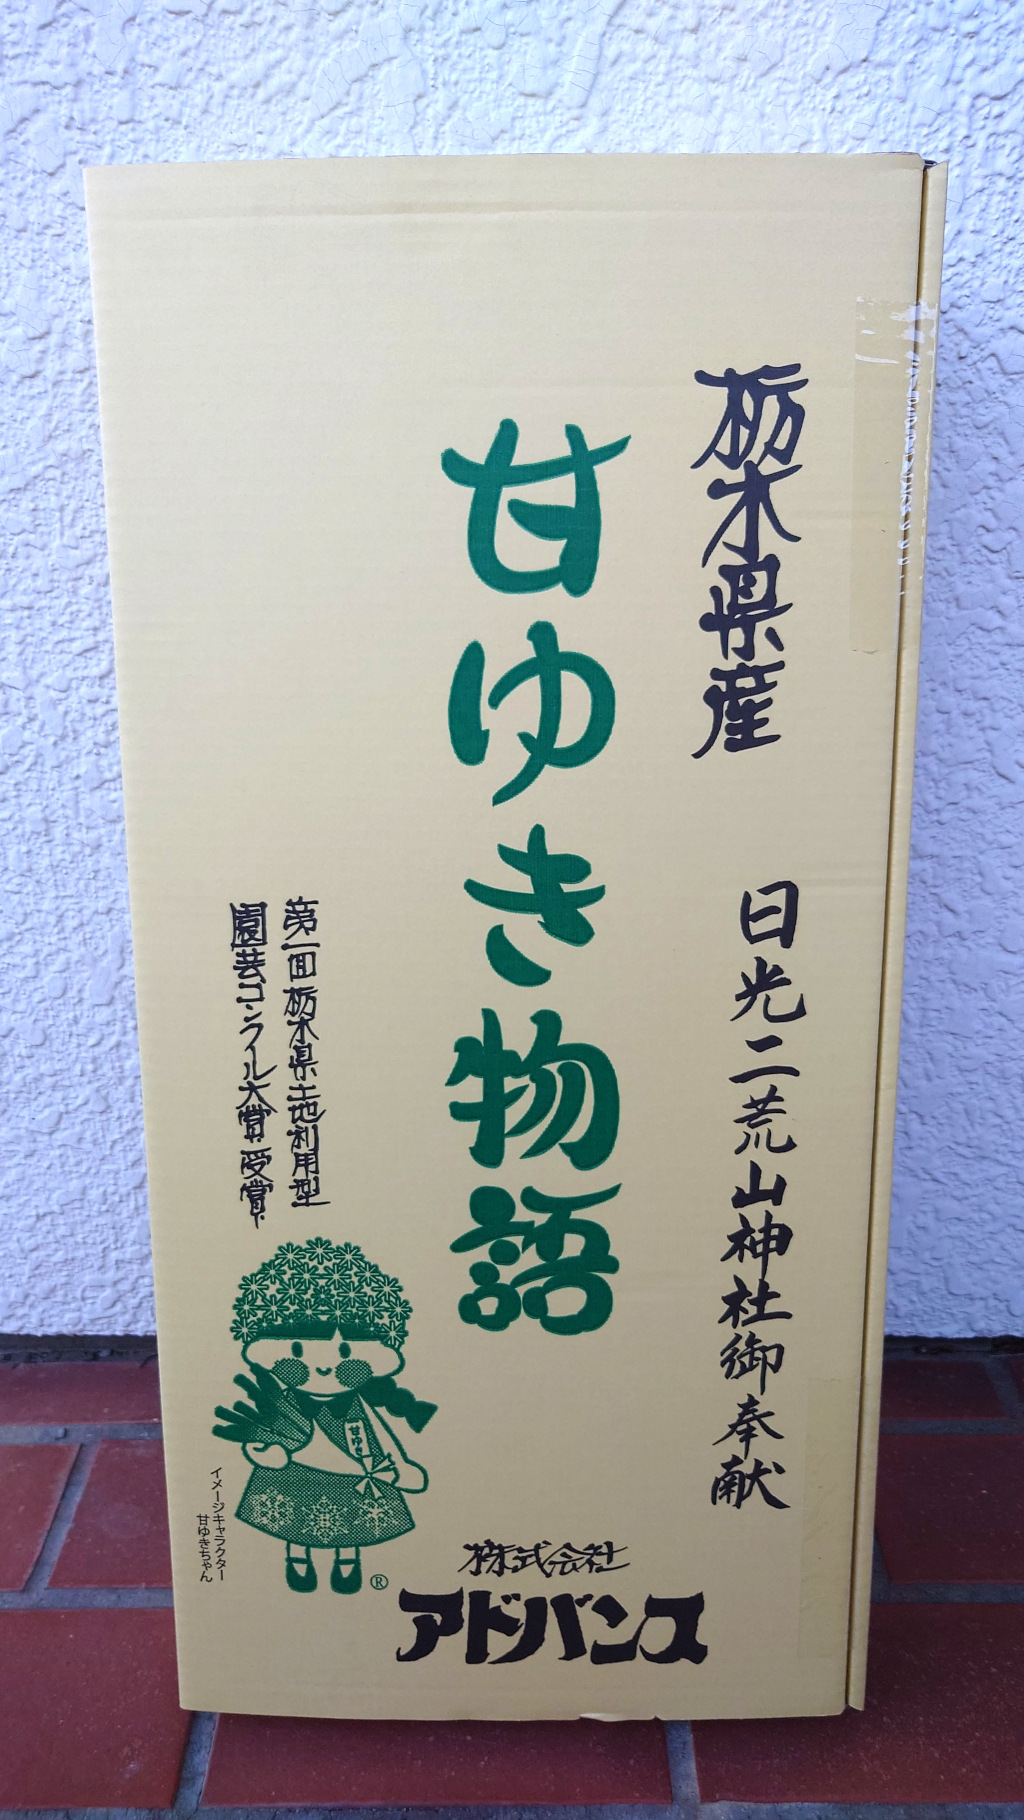 栃木県産
日光二荒山神社御奉献
甘ゆき物語
第一回栃木県土地利用型
園芸コンクール大賞受賞
甘ゆき
イメージキャラクター
甘ゆきちゃん
®
株式会社
アドバンス